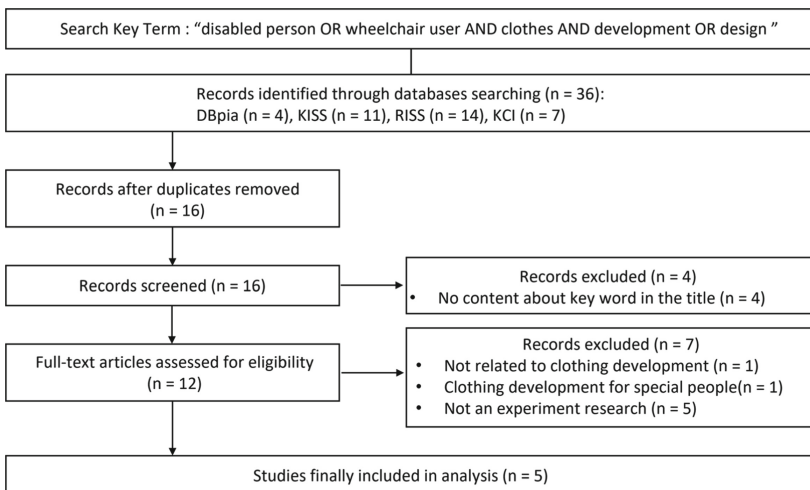 Search Key Term : “disabled person OR wheelchair user AND clothes AND development OR design ”
Records identified through databases searching (n = 36):
DBpia (n = 4), KISS (n = 11), RISS (n = 14), KCI (n = 7)
Records after duplicates removed
(n = 16)
Records screened (n = 16)
Records excluded (n = 4)
• No content about key word in the title (n = 4)
Full-text articles assessed for eligibility
(n = 12)
Records excluded (n = 7)
• Not related to clothing development (n = 1)
• Clothing development for special people(n = 1)
• Not an experiment research (n = 5)
Studies finally included in analysis (n = 5)